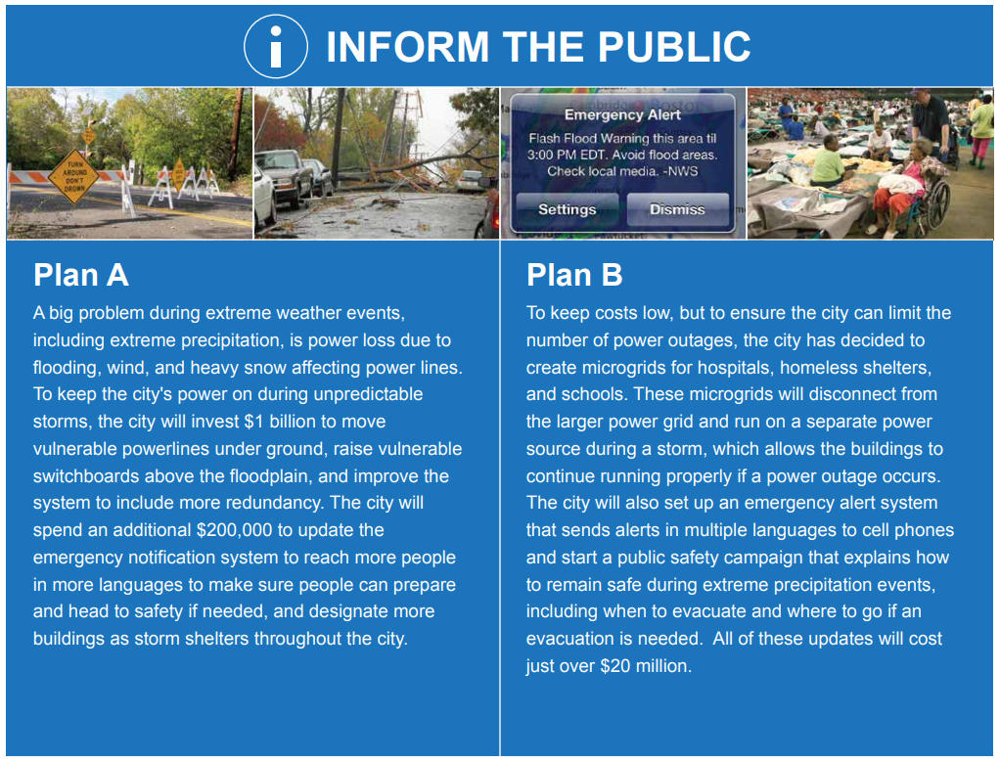 i INFORM THE PUBLIC
TURN
AROUND
DON'T
DROWN
Emergency Alert
Flash Flood Warning this area til
3:00 PM EDT. Avoid flood areas.
Check local media. -NWS
Settings Dismiss
Plan A
A big problem during extreme weather events,
including extreme precipitation, is power loss due to
flooding, wind, and heavy snow affecting power lines.
To keep the city's power on during unpredictable
storms, the city will invest $1 billion to move
vulnerable powerlines under ground, raise vulnerable
switchboards above the floodplain, and improve the
system to include more redundancy. The city will
spend an additional $200,000 to update the
emergency notification system to reach more people
in more languages to make sure people can prepare
and head to safety if needed, and designate more
buildings as storm shelters throughout the city.
Plan B
To keep costs low, but to ensure the city can limit the
number of power outages, the city has decided to
create microgrids for hospitals, homeless shelters,
and schools. These microgrids will disconnect from
the larger power grid and run on a separate power
source during a storm, which allows the buildings to
continue running properly if a power outage occurs.
The city will also set up an emergency alert system
that sends alerts in multiple languages to cell phones
and start a public safety campaign that explains how
to remain safe during extreme precipitation events,
including when to evacuate and where to go if an
evacuation is needed.  All of these updates will cost
just over $20 million.